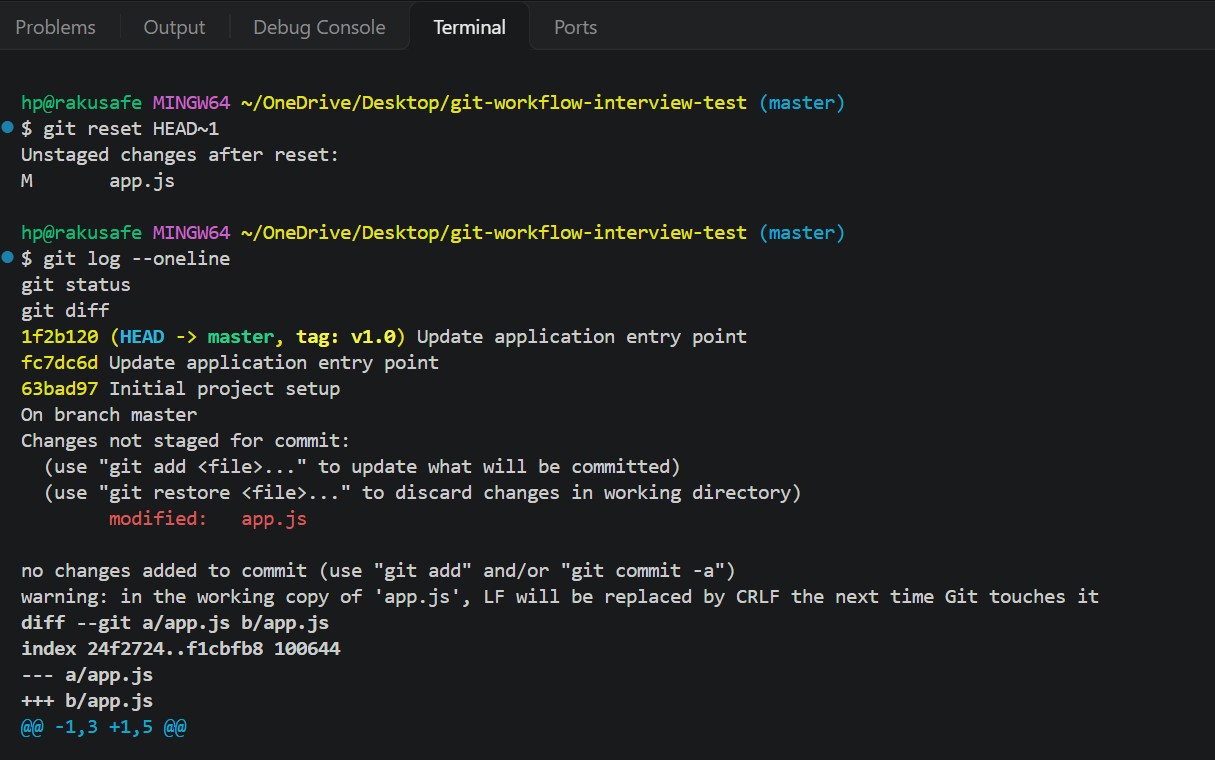 Problems Output Debug Console Terminal Ports
hp@rakusafe MINGW64 ~/OneDrive/Desktop/git-workflow-interview-test (master)
$ git reset HEAD~1
Unstaged changes after reset:
M       app.js
hp@rakusafe MINGW64 ~/OneDrive/Desktop/git-workflow-interview-test (master)
$ git log --oneline
git status
git diff
1f2b120 (HEAD -> master, tag: v1.0) Update application entry point
fc7dc6d Update application entry point
63bad97 Initial project setup
On branch master
Changes not staged for commit:
  (use "git add <file>..." to update what will be committed)
  (use "git restore <file>..." to discard changes in working directory)
        modified:   app.js
no changes added to commit (use "git add" and/or "git commit -a")
warning: in the working copy of 'app.js', LF will be replaced by CRLF the next time Git touches it
diff --git a/app.js b/app.js
index 24f2724..f1cbfb8 100644
--- a/app.js
+++ b/app.js
@@ -1,3 +1,5 @@